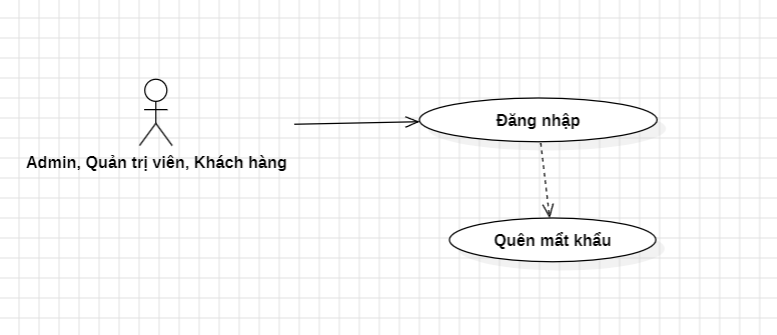 Đăng nhập
Admin, Quản trị viên, Khách hàng
Quên mất khẩu